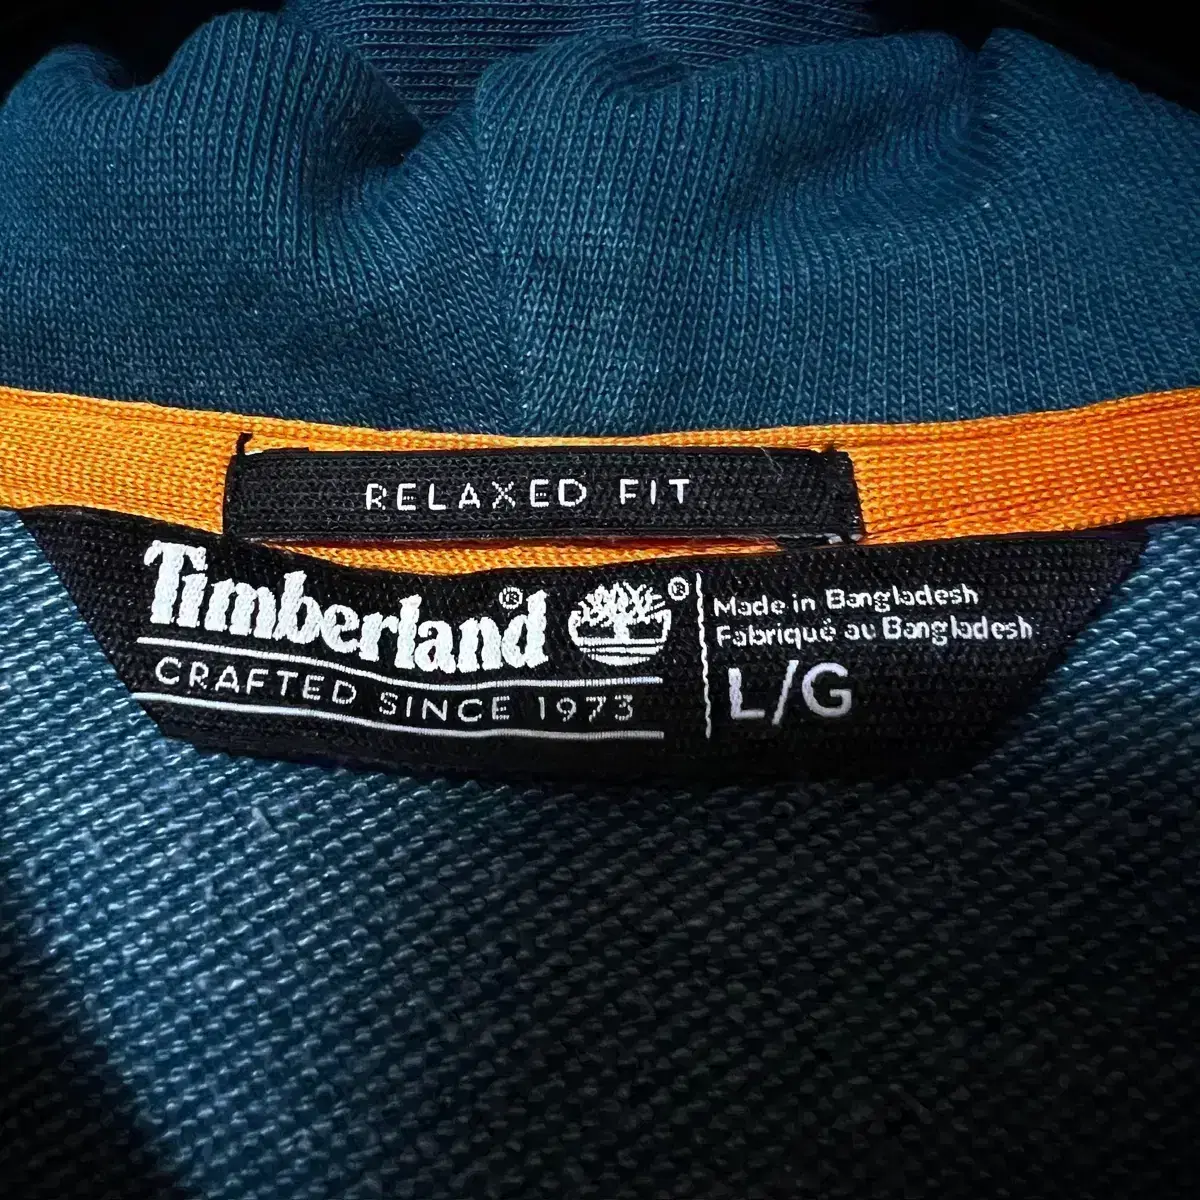 RELAXED FIT
Timberland® ®
CRAFTED SINCE 1973
Made in Bangladesh
Fabriqué au Bangladesh
L/G